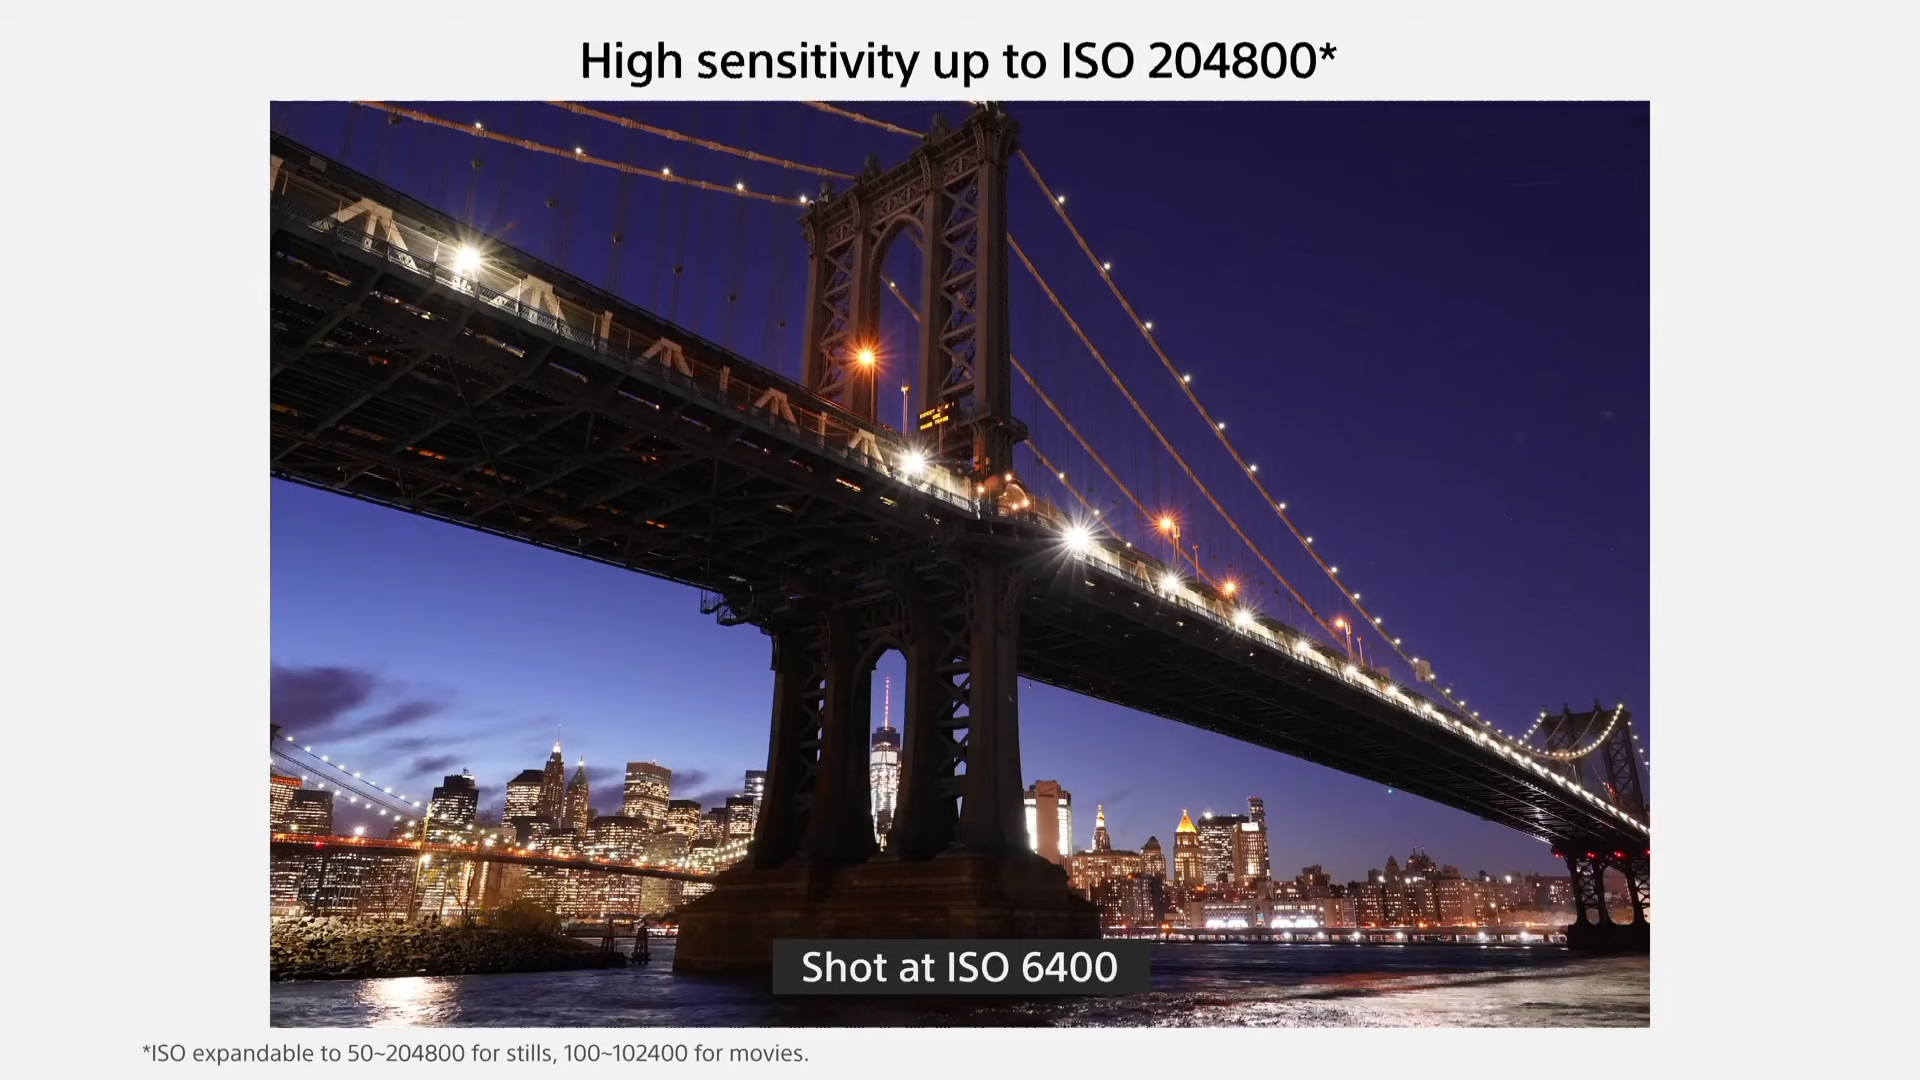 High sensitivity up to ISO 204800*
Shot at ISO 6400
*ISO expandable to 50~204800 for stills, 100~102400 for movies.